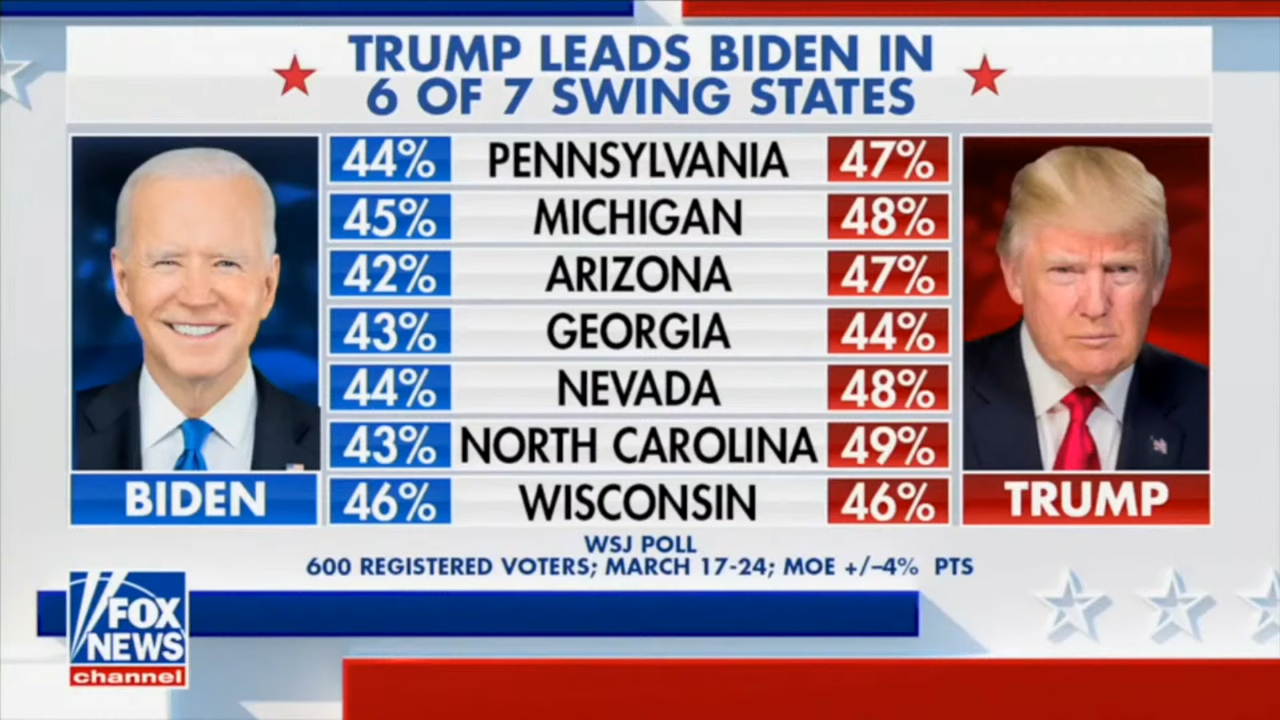 TRUMP LEADS BIDEN IN
6 OF 7 SWING STATES
44% PENNSYLVANIA 47%
45% MICHIGAN 48%
42% ARIZONA 47%
43% GEORGIA 44%
44% NEVADA 48%
43% NORTH CAROLINA 49%
46% WISCONSIN 46%
BIDEN
TRUMP
WSJ POLL
600 REGISTERED VOTERS; MARCH 17-24; MOE +/-4% PTS
FOX
NEWS
channel